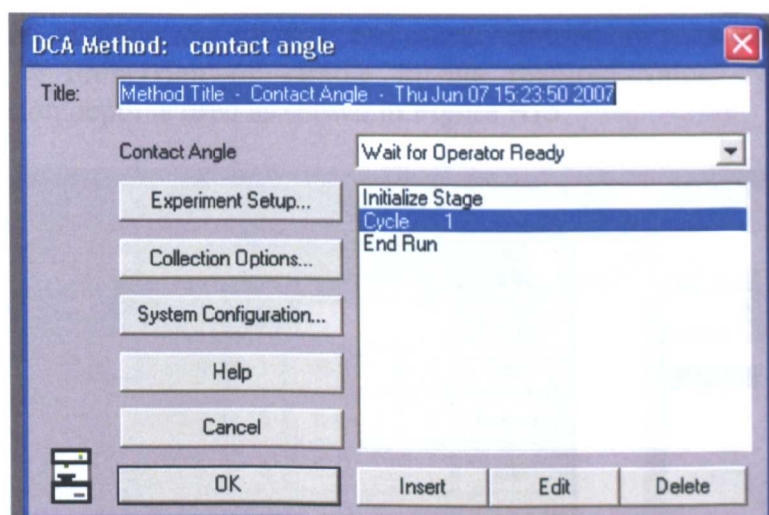 DCA Method: contact angle
Title: Method Title - Contact Angle - Thu Jun 07 15:23:50 2007
Contact Angle Wait for Operator Ready
Experiment Setup...
Collection Options...
System Configuration...
Help
Cancel
OK
Initialize Stage
Cycle 1
End Run
Insert Edit Delete